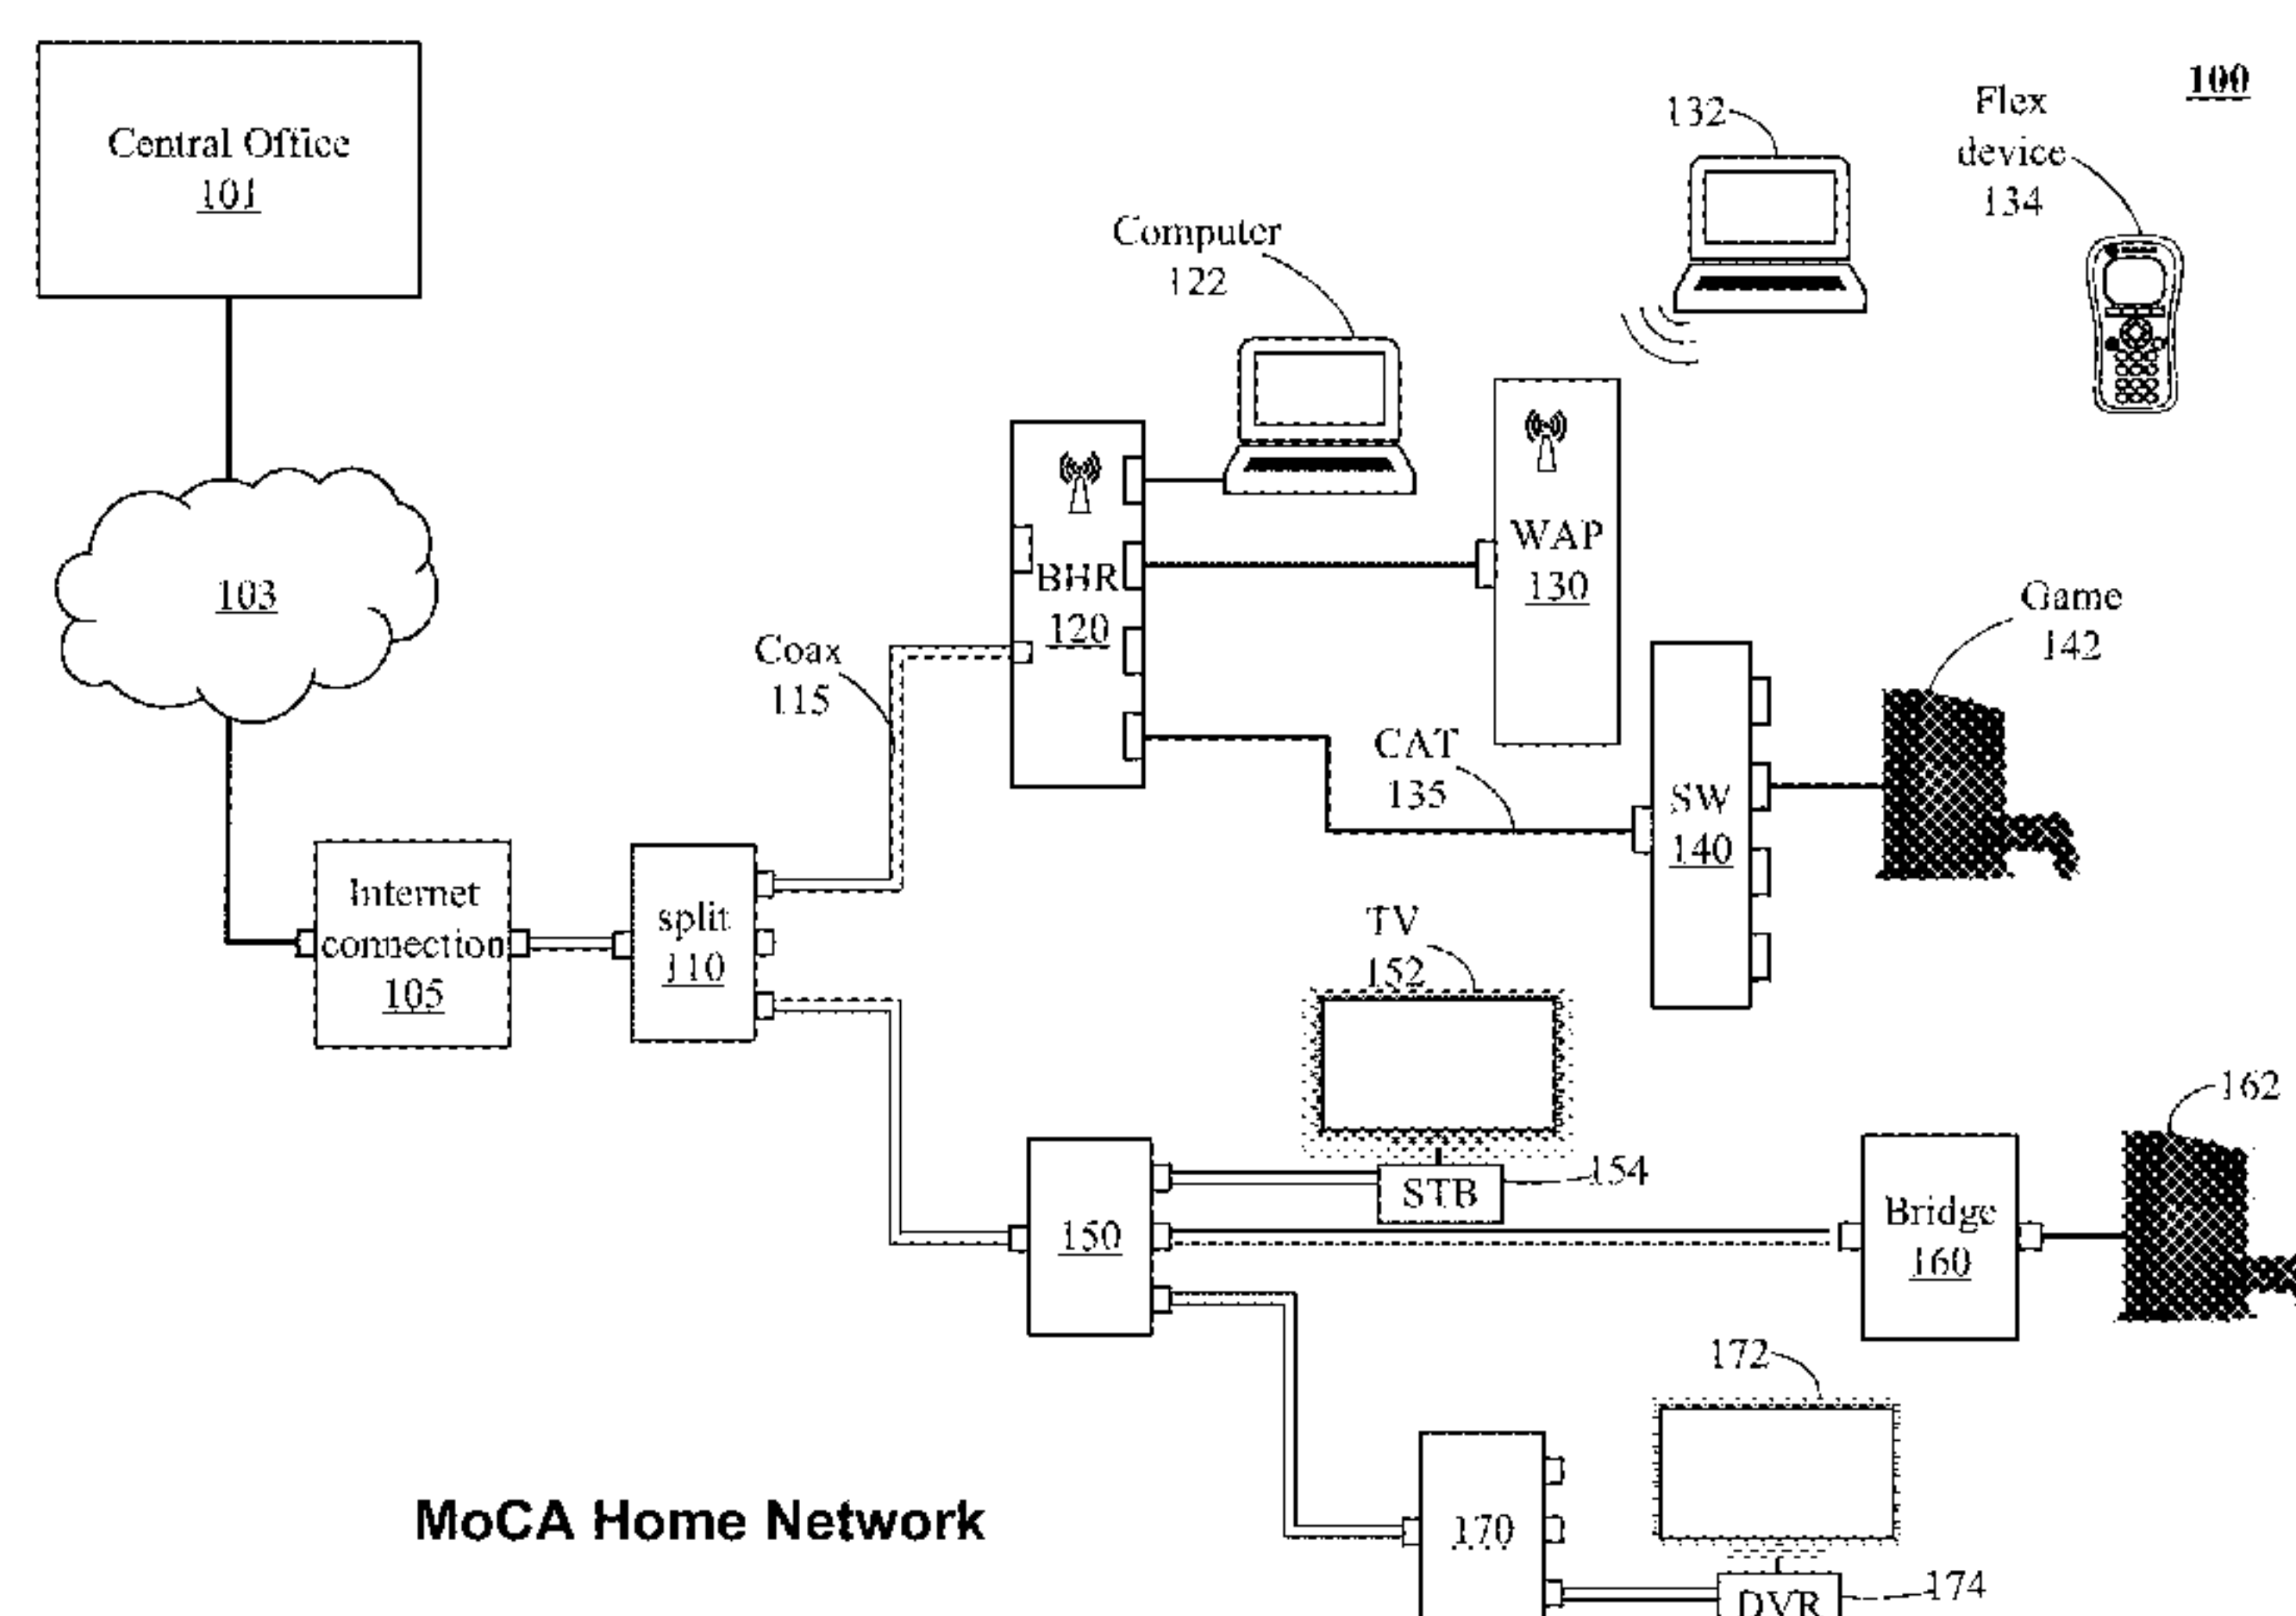 100
Central Office
101
132
Flex
device
134
Computer
122
103
BHR
120
WAP
130
Game
142
Coax
115
CAT
135
SW
140
Internet
connection
105
split
110
TV
152
STB
154
150
Bridge
160
162
172
170
DVR
174
MoCA Home Network